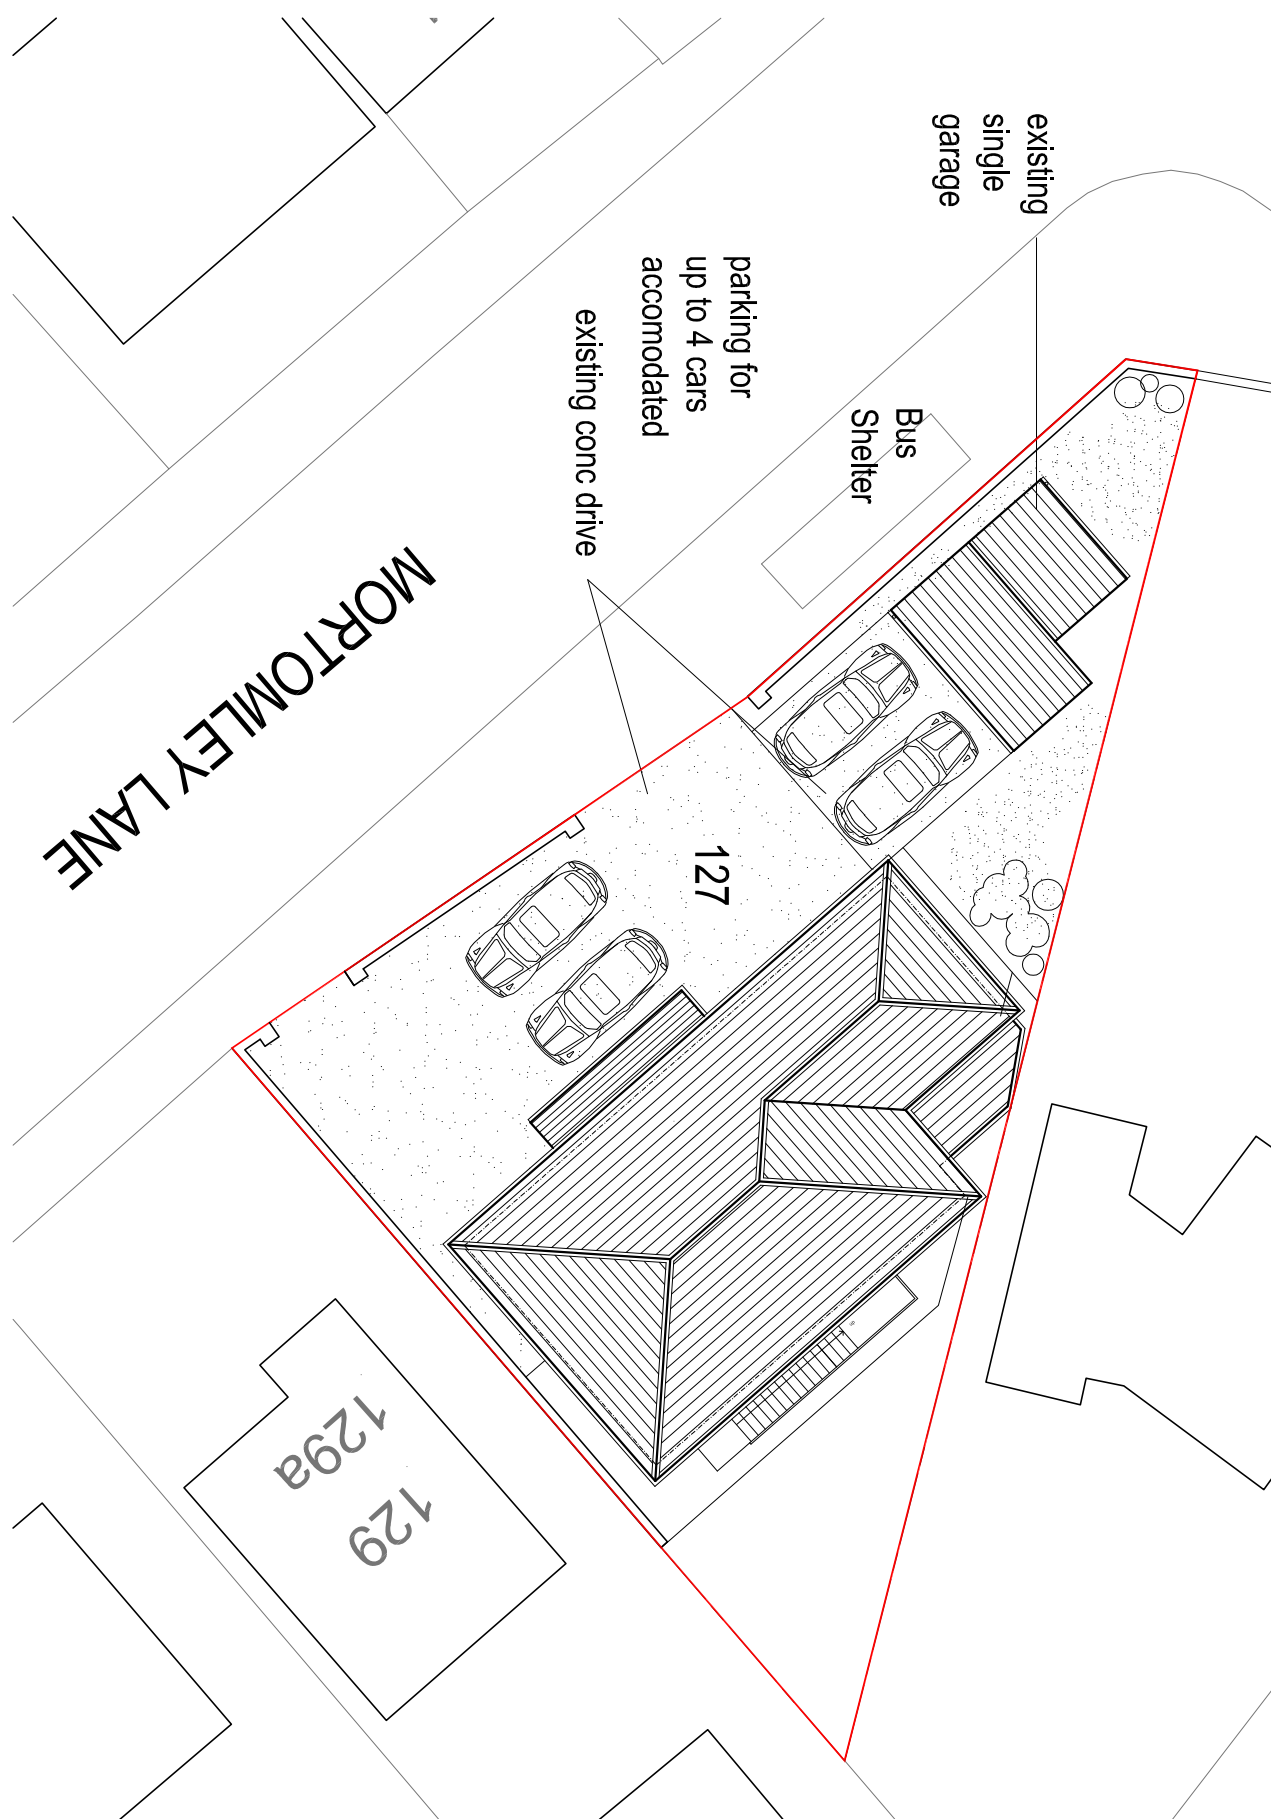 existing
single
garage
parking for
up to 4 cars
accomodated
existing conc drive
Bus
Shelter
MORTOMLEY LANE
127
129a
129